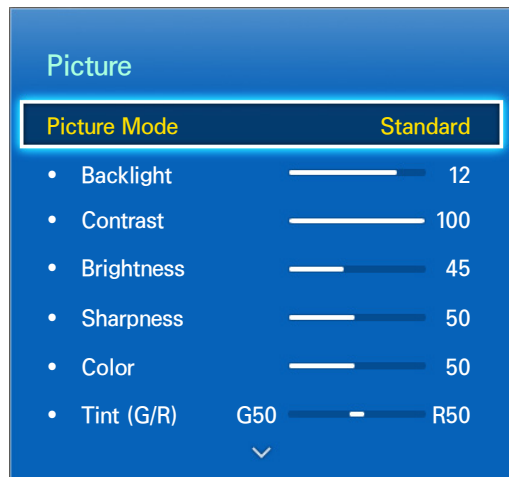 Picture
Picture Mode Standard
• Backlight 12
• Contrast 100
• Brightness 45
• Sharpness 50
• Color 50
• Tint (G/R) G50 R50